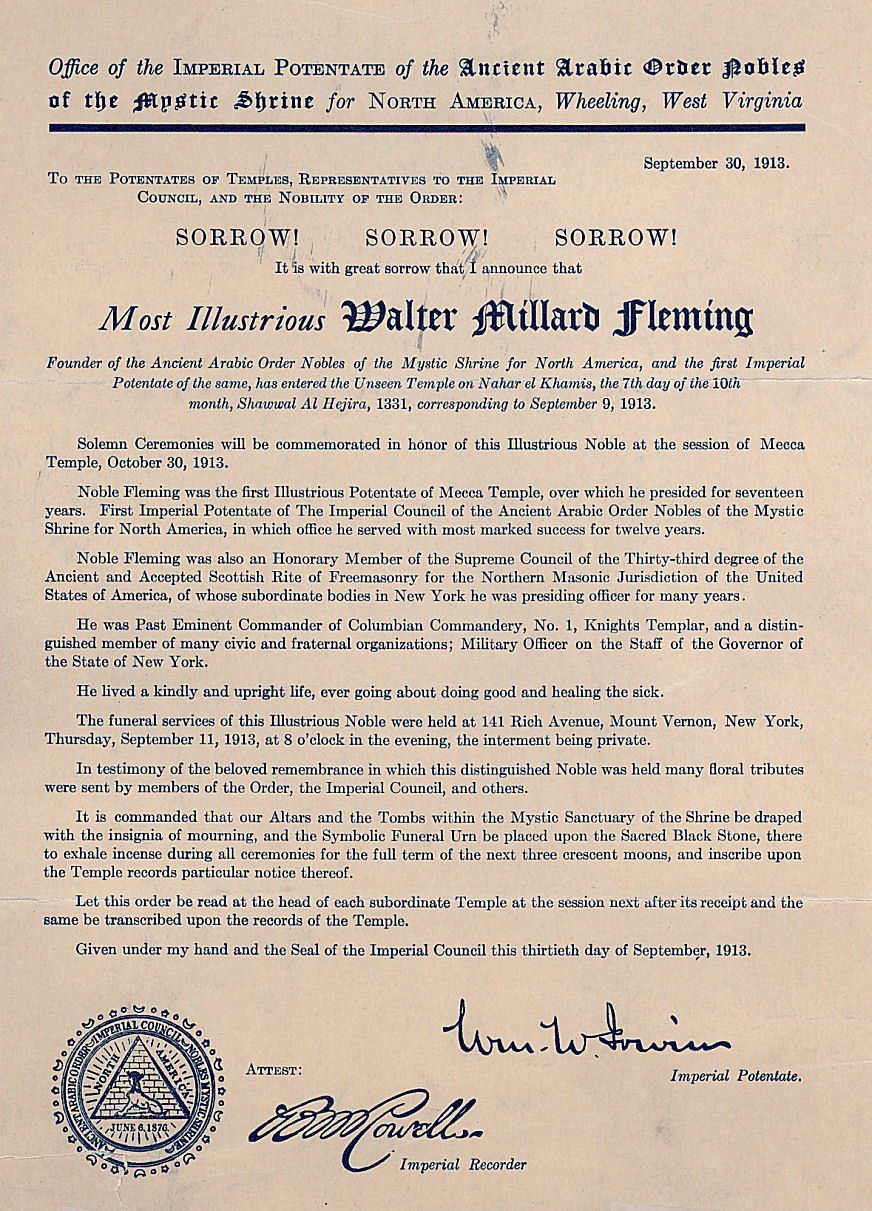 Office of the IMPERIAL POTENTATE of the Ancient Arabic Order Nobles
of the Mystic Shrine for NORTH AMERICA, Wheeling, West Virginia
September 30, 1913.
TO THE POTENTATES OF TEMPLES, REPRESENTATIVES TO THE IMPERIAL
COUNCIL, AND THE NOBILITY OF THE ORDER:
SORROW! SORROW! SORROW!
It is with great sorrow that I announce that
Most Illustrious Walter Millard Fleming
Founder of the Ancient Arabic Order Nobles of the Mystic Shrine for North America, and the first Imperial
Potentate of the same, has entered the Unseen Temple on Nahar el Khamis, the 7th day of the 10th
month, Shawwal Al Hejira, 1331, corresponding to September 9, 1913.
Solemn Ceremonies will be commemorated in honor of this Illustrious Noble at the session of Mecca
Temple, October 30, 1913.
Noble Fleming was the first Illustrious Potentate of Mecca Temple, over which he presided for seventeen
years. First Imperial Potentate of The Imperial Council of the Ancient Arabic Order Nobles of the Mystic
Shrine for North America, in which office he served with most marked success for twelve years.
Noble Fleming was also an Honorary Member of the Supreme Council of the Thirty-third degree of the
Ancient and Accepted Scottish Rite of Freemasonry for the Northern Masonic Jurisdiction of the United
States of America, of whose subordinate bodies in New York he was presiding officer for many years.
He was Past Eminent Commander of Columbian Commandery, No. 1, Knights Templar, and a distin-
guished member of many civic and fraternal organizations; Military Officer on the Staff of the Governor of
the State of New York.
He lived a kindly and upright life, ever going about doing good and healing the sick.
The funeral services of this Illustrious Noble were held at 141 Rich Avenue, Mount Vernon, New York,
Thursday, September 11, 1913, at 8 o'clock in the evening, the interment being private.
In testimony of the beloved remembrance in which this distinguished Noble was held many floral tributes
were sent by members of the Order, the Imperial Council, and others.
It is commanded that our Altars and the Tombs within the Mystic Sanctuary of the Shrine be draped
with the insignia of mourning, and the Symbolic Funeral Urn be placed upon the Sacred Black Stone, there
to exhale incense during all ceremonies for the full term of the next three crescent moons, and inscribe upon
the Temple records particular notice thereof.
Let this order be read at the head of each subordinate Temple at the session next after its receipt and the
same be transcribed upon the records of the Temple.
Given under my hand and the Seal of the Imperial Council this thirtieth day of September, 1913.
Wm. W. Irwin
Imperial Potentate.
ATTEST:
Rowell
Imperial Recorder
ANCIENT ARABIC ORDER NOBLES MYSTIC SHRINE
IMPERIAL COUNCIL
NORTH AMERICA
JUNE 6, 1876.